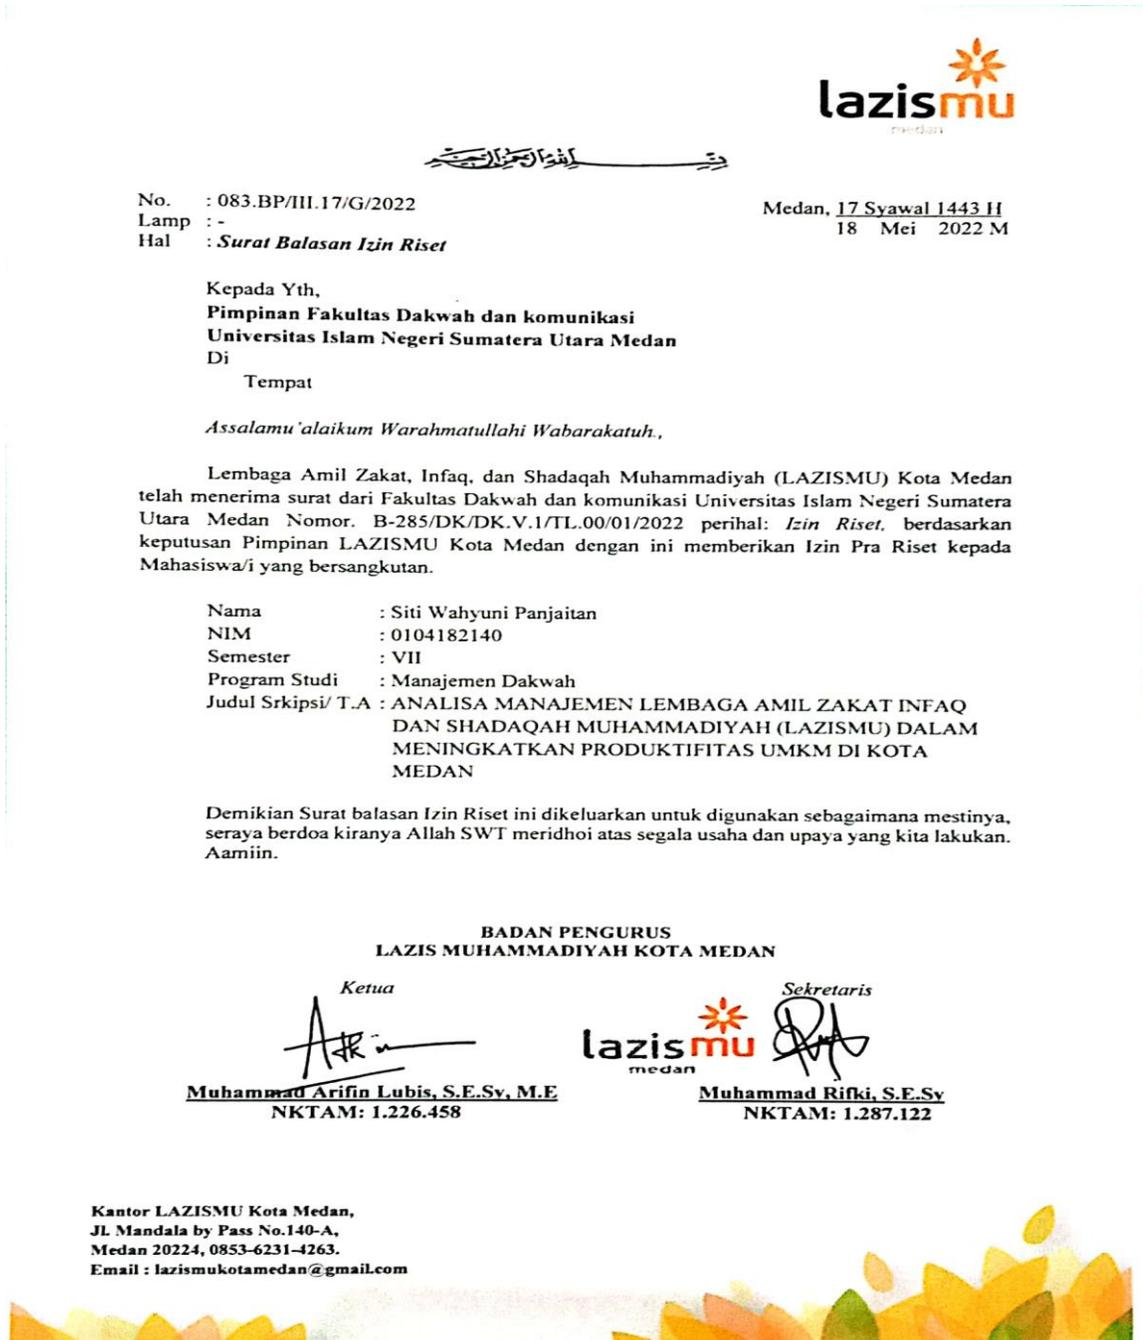 lazismu
medan
بِسْمِ اللَّهِ الرَّحْمَنِ الرَّحِيمِ
No. : 083.BP/III.17/G/2022
Medan, 17 Syawal 1443 H
Lamp : -
18 Mei 2022 M
Hal : Surat Balasan Izin Riset
Kepada Yth,
Pimpinan Fakultas Dakwah dan komunikasi
Universitas Islam Negeri Sumatera Utara Medan
Di
Tempat
Assalamu'alaikum Warahmatullahi Wabarakatuh.,
Lembaga Amil Zakat, Infaq, dan Shadaqah Muhammadiyah (LAZISMU) Kota Medan
telah menerima surat dari Fakultas Dakwah dan komunikasi Universitas Islam Negeri Sumatera
Utara Medan Nomor. B-285/DK/DK.V.1/TL.00/01/2022 perihal: Izin Riset, berdasarkan
keputusan Pimpinan LAZISMU Kota Medan dengan ini memberikan Izin Pra Riset kepada
Mahasiswa/i yang bersangkutan.
Nama : Siti Wahyuni Panjaitan
NIM : 0104182140
Semester : VII
Program Studi : Manajemen Dakwah
Judul Srkipsi/ T.A : ANALISA MANAJEMEN LEMBAGA AMIL ZAKAT INFAQ
DAN SHADAQAH MUHAMMADIYAH (LAZISMU) DALAM
MENINGKATKAN PRODUKTIFITAS UMKM DI KOTA
MEDAN
Demikian Surat balasan Izin Riset ini dikeluarkan untuk digunakan sebagaimana mestinya,
seraya berdoa kiranya Allah SWT meridhoi atas segala usaha dan upaya yang kita lakukan.
Aamiin.
BADAN PENGURUS
LAZIS MUHAMMADIYAH KOTA MEDAN
Ketua
Sekretaris
lazismu
medan
Muhammad Arifin Lubis, S.E.Sy, M.E
Muhammad Rifki, S.E.Sy
NKTAM: 1.226.458
NKTAM: 1.287.122
Kantor LAZISMU Kota Medan,
JL Mandala by Pass No.140-A,
Medan 20224, 0853-6231-4263.
Email : lazismukotamedan@gmail.com